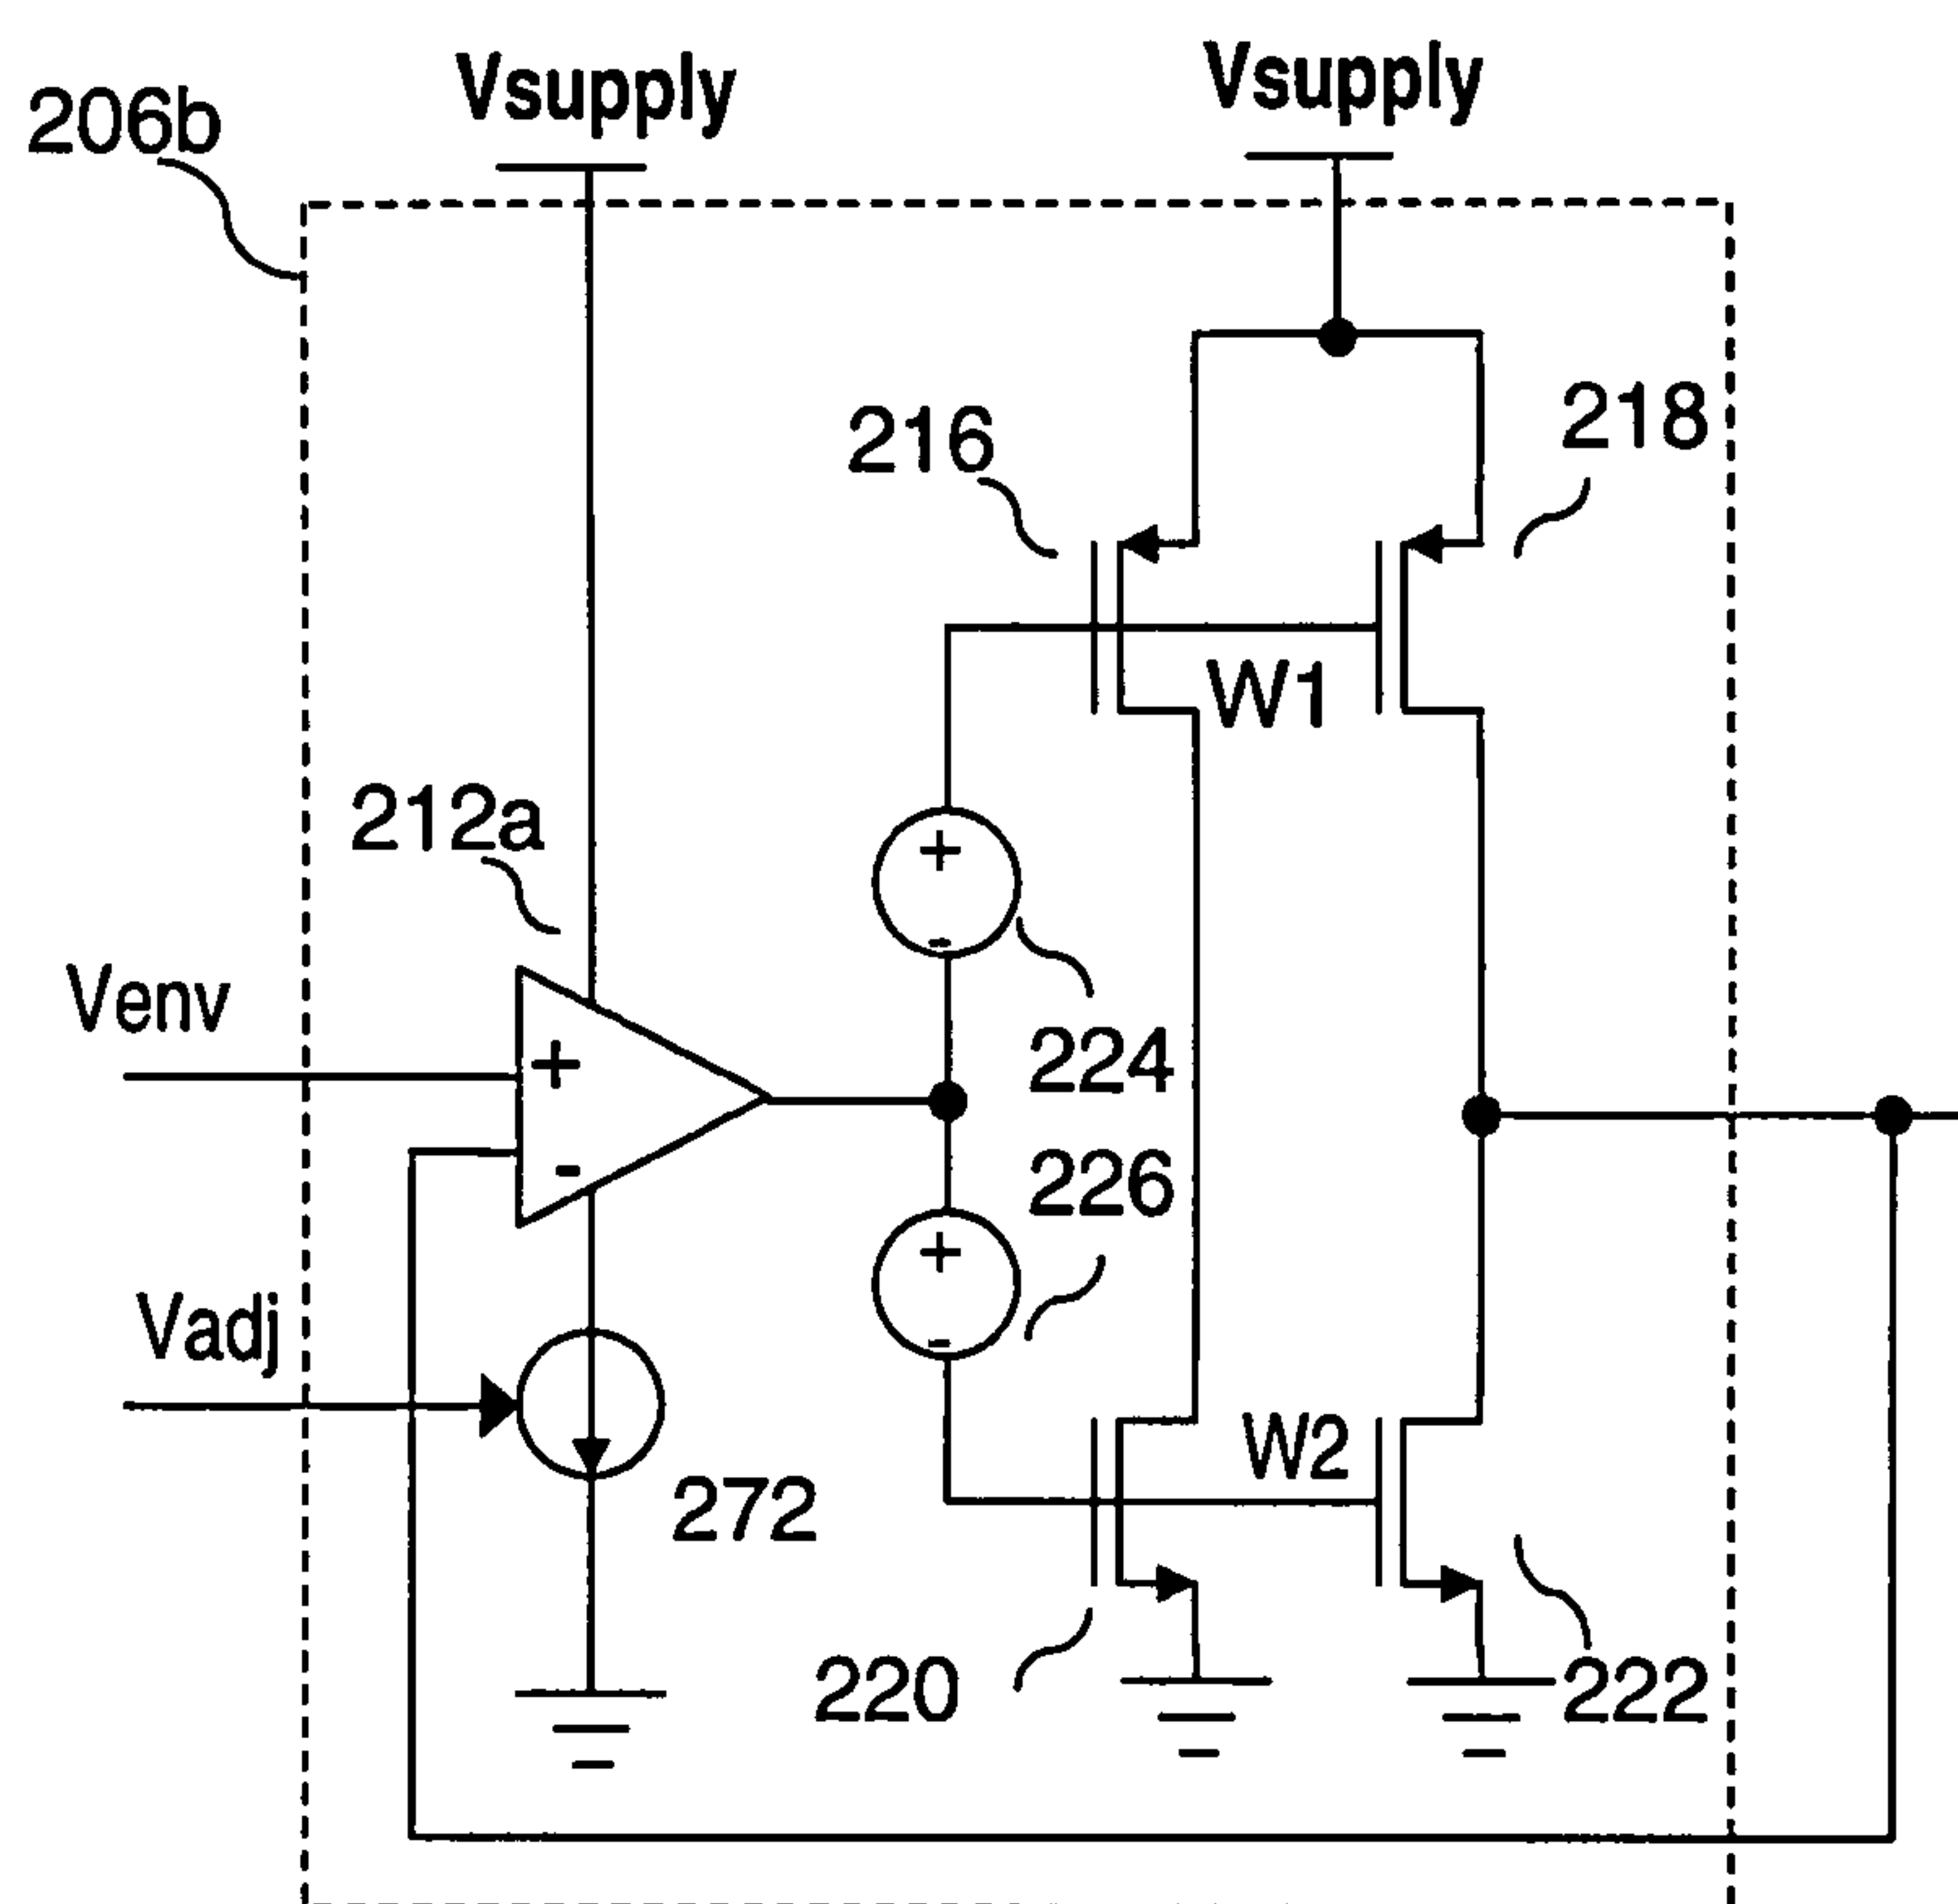 Vsupply
Vsupply
206b
216
218
W1
212a
+
-
Venv
+
-
224
226
+
-
Vadj
W2
272
220
222